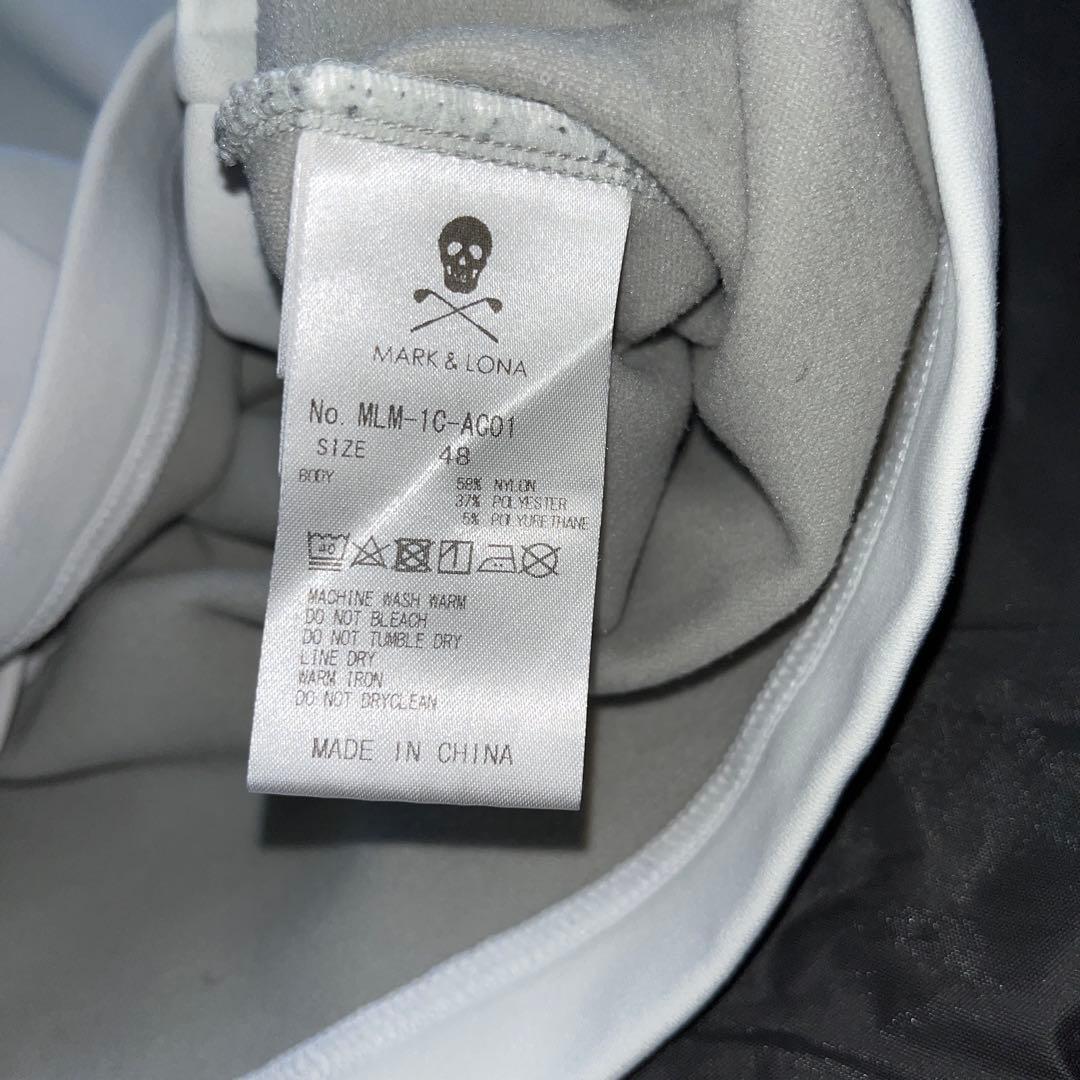 MARK & LONA
No. MLM-1C-AC01
SIZE 48
BODY 58% NYLON
37% POLYESTER
5% POLYURETHANE
40
MACHINE WASH WARM
DO NOT BLEACH
DO NOT TUMBLE DRY
LINE DRY
WARM IRON
DO NOT DRYCLEAN
MADE IN CHINA